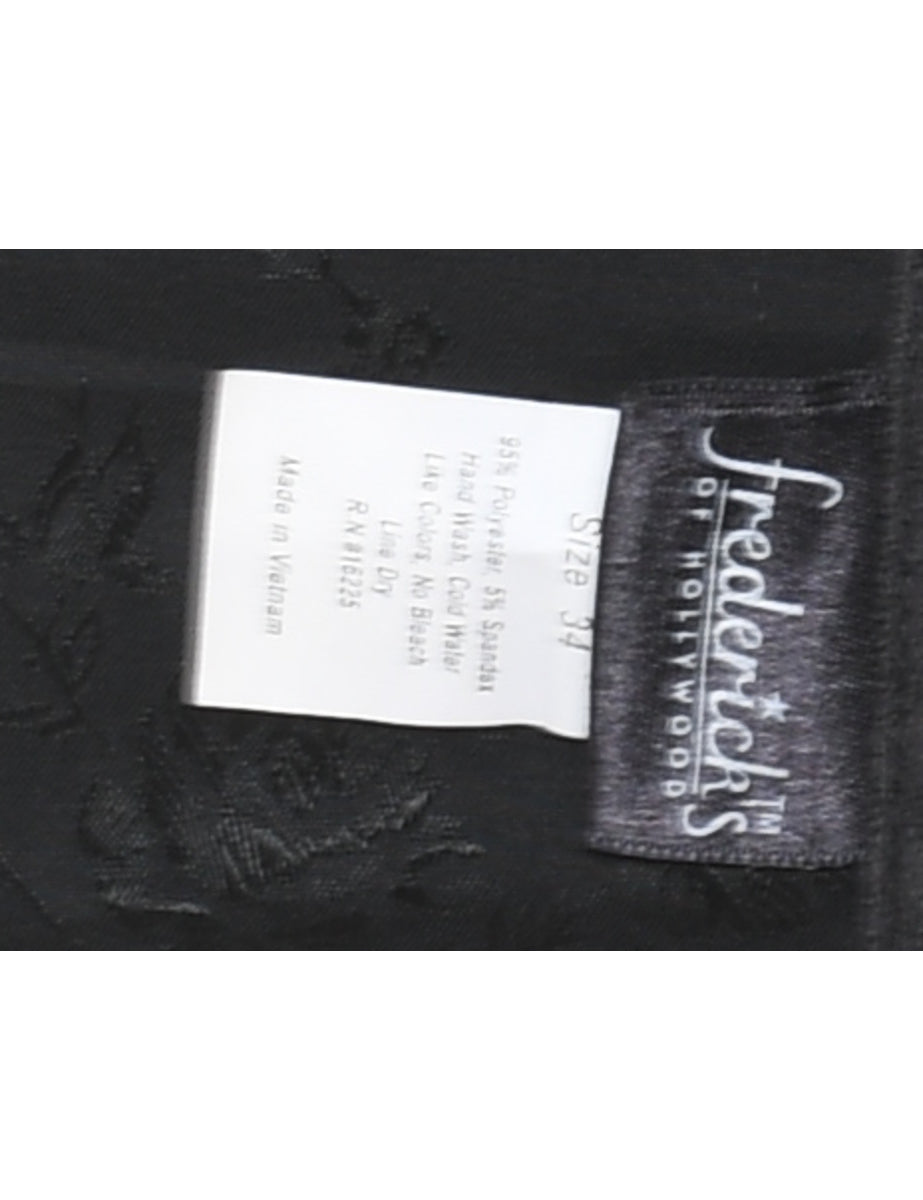 frederick's™
OF HOLLYWOOD
Size 34
95% Polyester, 5% Spandex
Hand Wash, Cold Water
Like Colors, No Bleach
Line Dry
Made in Vietnam